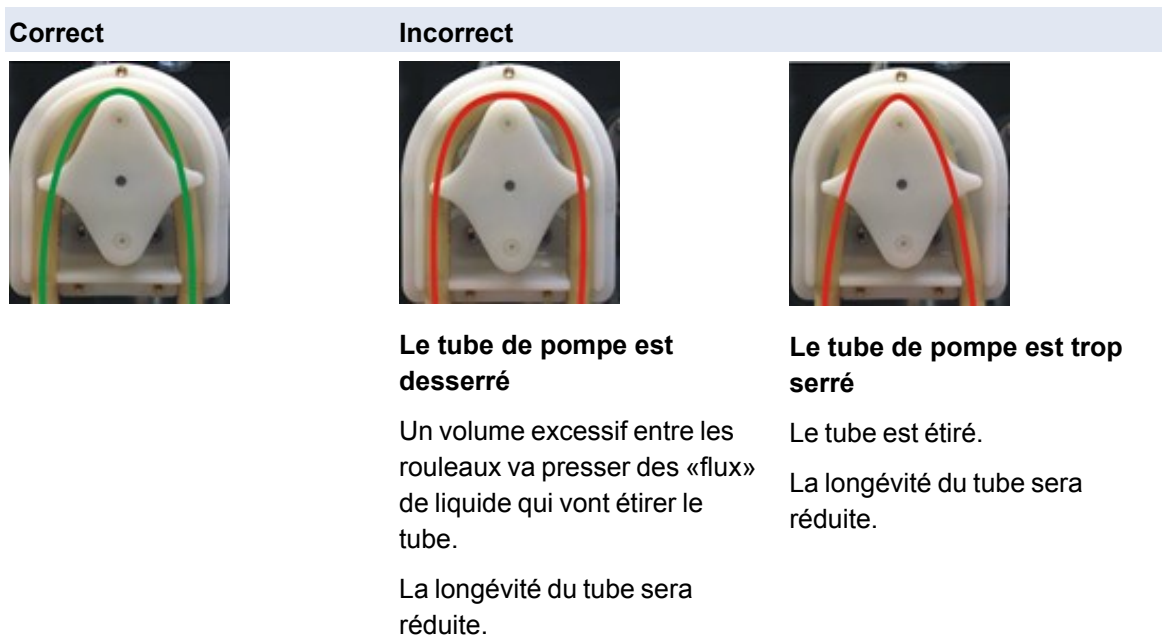 Correct
Incorrect
Le tube de pompe est
desserré
Un volume excessif entre les
rouleaux va presser des «flux»
de liquide qui vont étirer le
tube.
La longévité du tube sera
réduite.
Le tube de pompe est trop
serré
Le tube est étiré.
La longévité du tube sera
réduite.